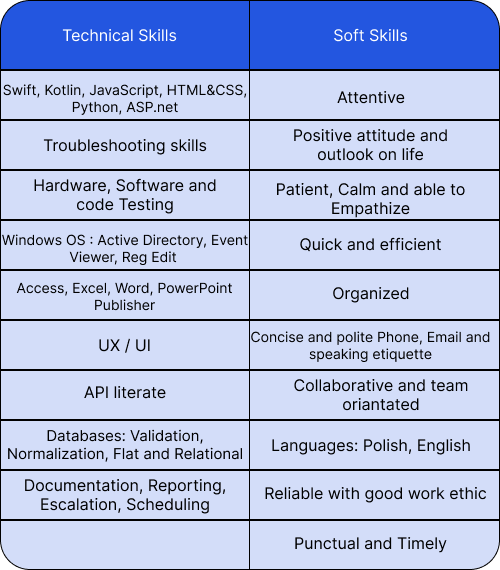 Technical Skills
Soft Skills
Swift, Kotlin, JavaScript, HTML&CSS,
Python, ASP.net
Attentive
Troubleshooting skills
Positive attitude and
outlook on life
Hardware, Software and
code Testing
Patient, Calm and able to
Empathize
Windows OS : Active Directory, Event
Viewer, Reg Edit
Quick and efficient
Access, Excel, Word, PowerPoint
Publisher
Organized
UX / UI
Concise and polite Phone, Email and
speaking etiquette
API literate
Collaborative and team
oriantated
Databases: Validation,
Normalization, Flat and Relational
Languages: Polish, English
Documentation, Reporting,
Escalation, Scheduling
Reliable with good work ethic
Punctual and Timely